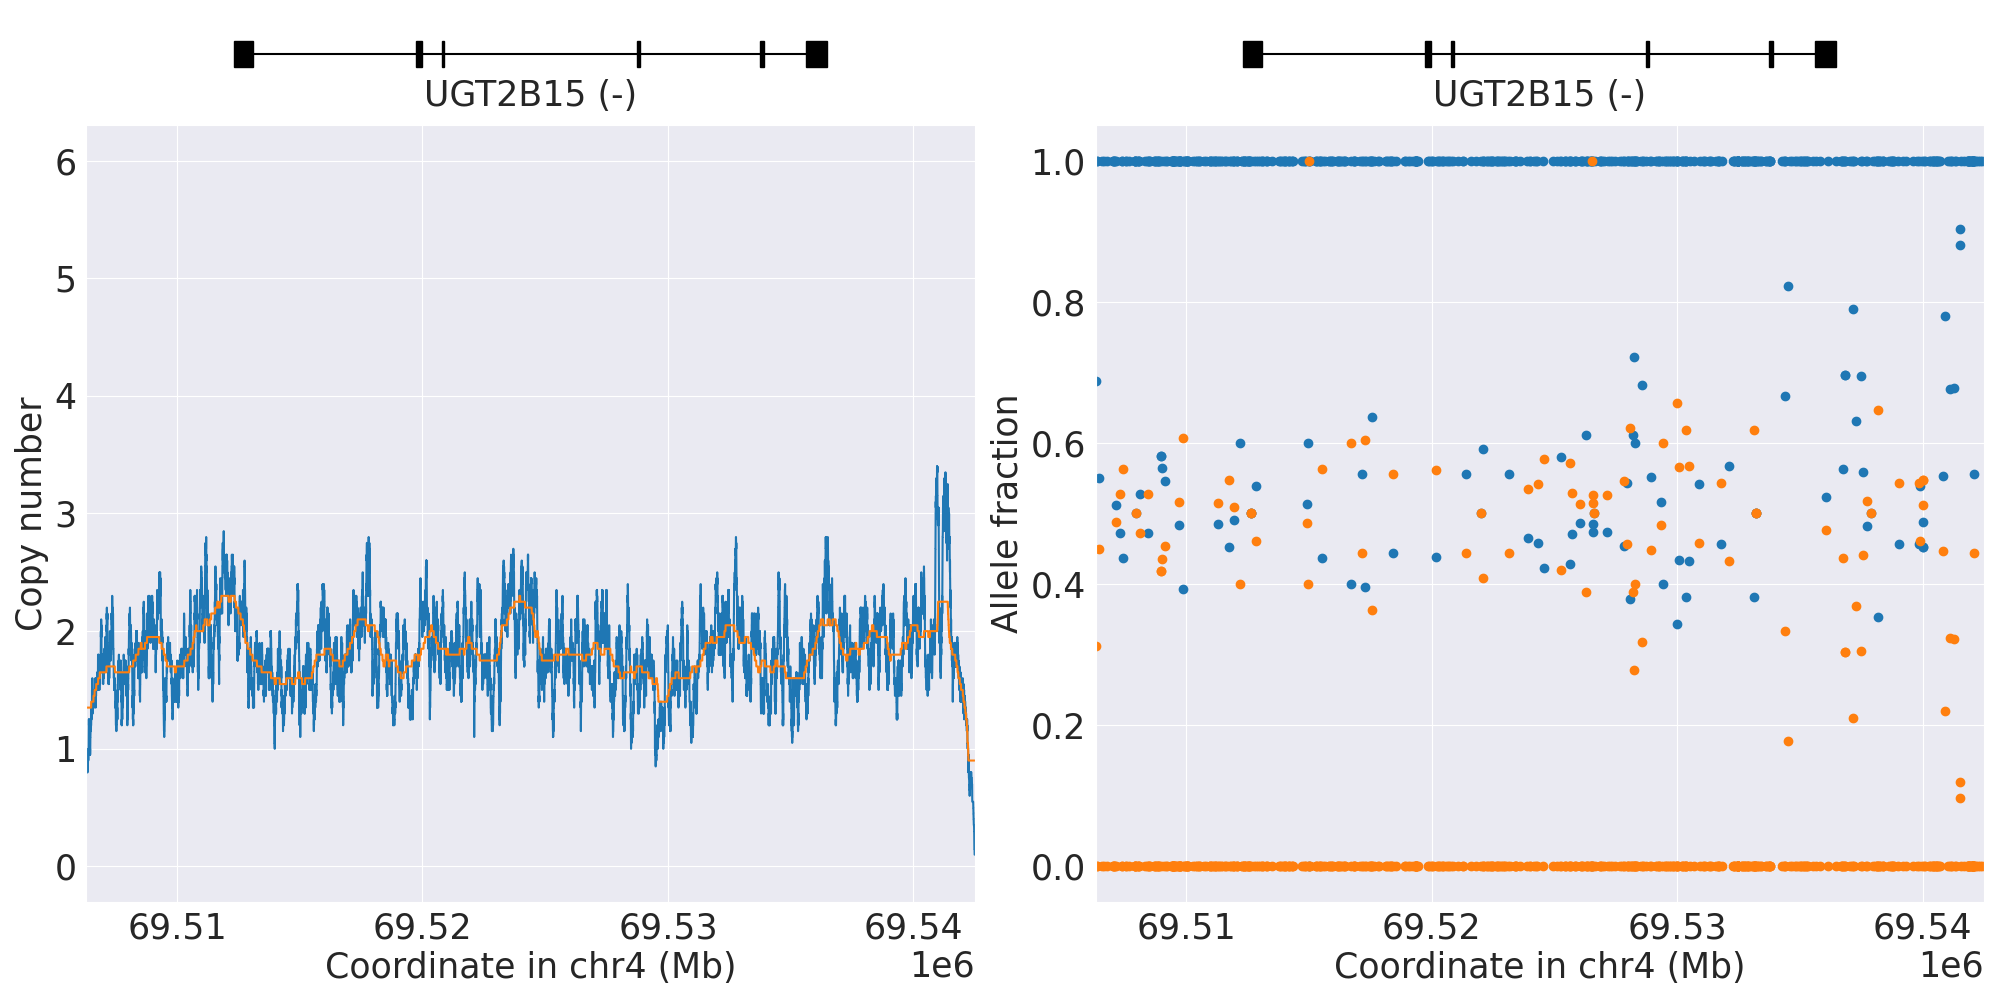 UGT2B15 (-)
6
5
4
3
2
1
0
Copy number
69.51
69.52
69.53
69.54
Coordinate in chr4 (Mb)
1e6
UGT2B15 (-)
1.0
0.8
0.6
0.4
0.2
0.0
Allele fraction
69.51
69.52
69.53
69.54
Coordinate in chr4 (Mb)
1e6